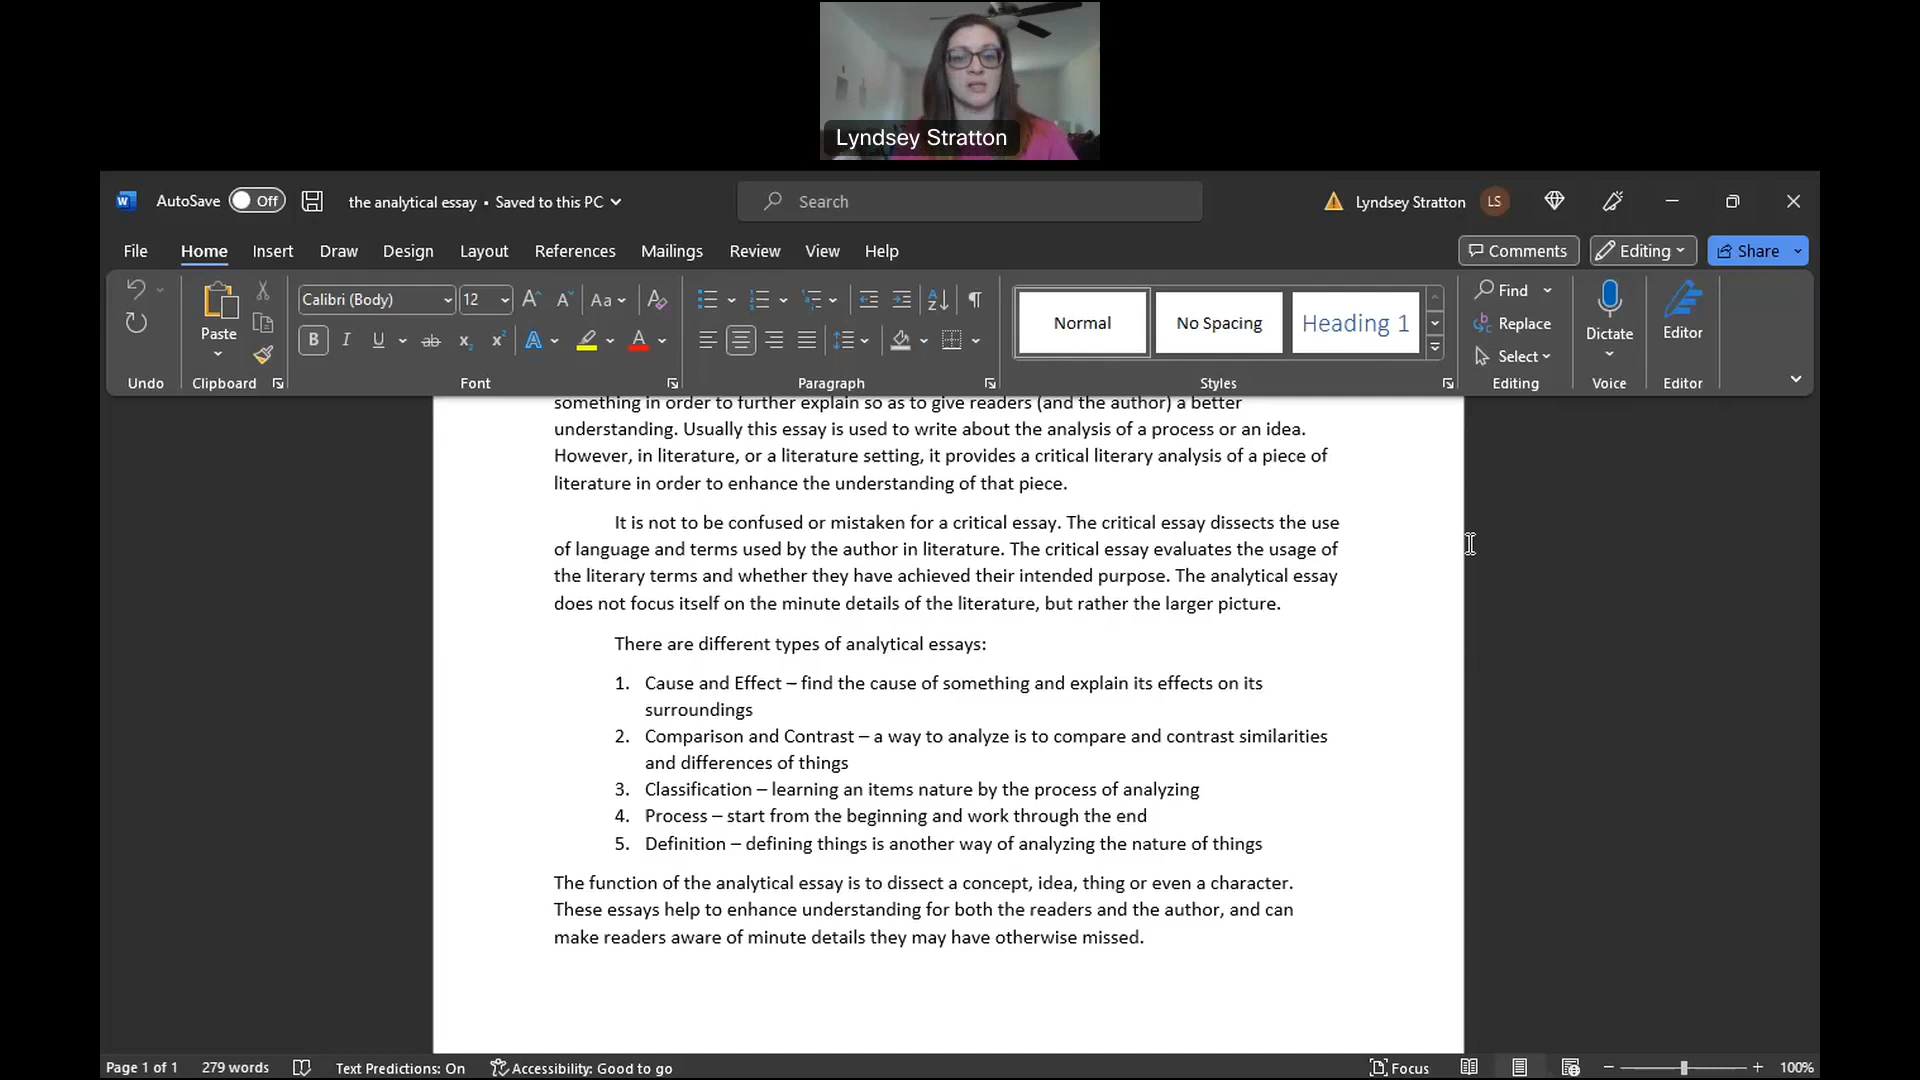 Lyndsey Stratton
AutoSave Off the analytical essay • Saved to this PC Search Lyndsey Stratton LS
File Home Insert Draw Design Layout References Mailings Review View Help Comments Editing Share
Calibri (Body) 12 Aa
Paste
Normal No Spacing Heading 1
Find
Replace
Select
Dictate
Editor
Undo Clipboard Font Paragraph Styles Editing Voice Editor
something in order to further explain so as to give readers (and the author) a better
understanding. Usually this essay is used to write about the analysis of a process or an idea.
However, in literature, or a literature setting, it provides a critical literary analysis of a piece of
literature in order to enhance the understanding of that piece.
It is not to be confused or mistaken for a critical essay. The critical essay dissects the use
of language and terms used by the author in literature. The critical essay evaluates the usage of
the literary terms and whether they have achieved their intended purpose. The analytical essay
does not focus itself on the minute details of the literature, but rather the larger picture.
There are different types of analytical essays:
1. Cause and Effect – find the cause of something and explain its effects on its
surroundings
2. Comparison and Contrast – a way to analyze is to compare and contrast similarities
and differences of things
3. Classification – learning an items nature by the process of analyzing
4. Process – start from the beginning and work through the end
5. Definition – defining things is another way of analyzing the nature of things
The function of the analytical essay is to dissect a concept, idea, thing or even a character.
These essays help to enhance understanding for both the readers and the author, and can
make readers aware of minute details they may have otherwise missed.
Page 1 of 1 279 words Text Predictions: On Accessibility: Good to go Focus 100%